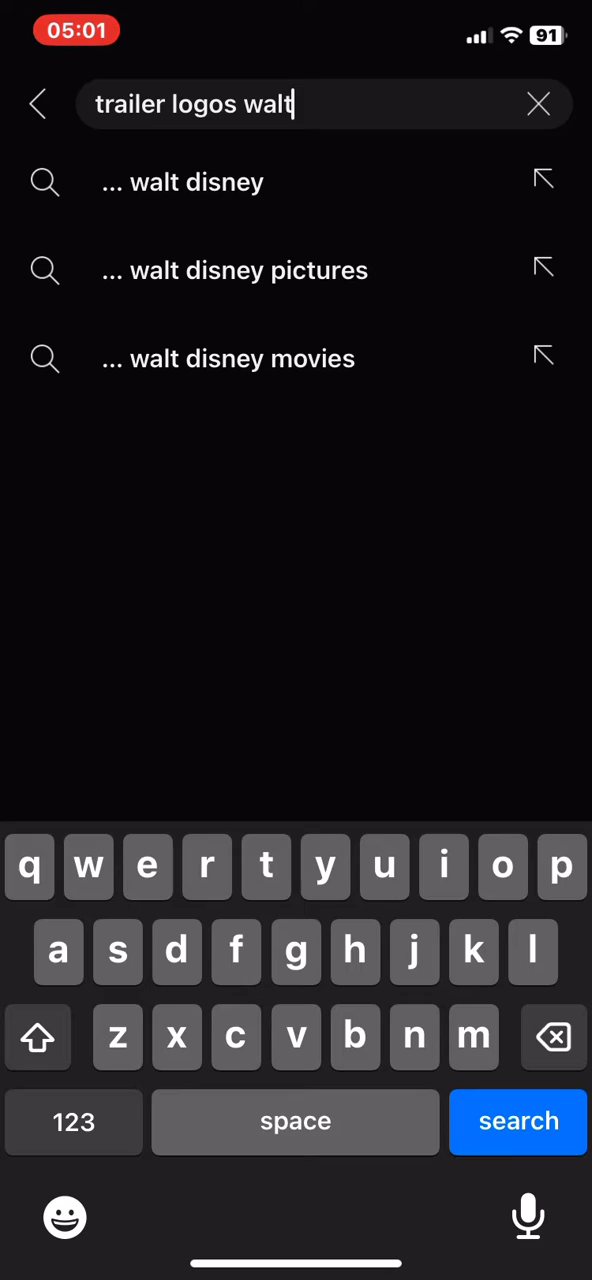 05:01
91
trailer logos walt
... walt disney
... walt disney pictures
... walt disney movies
q w e r t y u i o p
a s d f g h j k l
z x c v b n m
123 space search